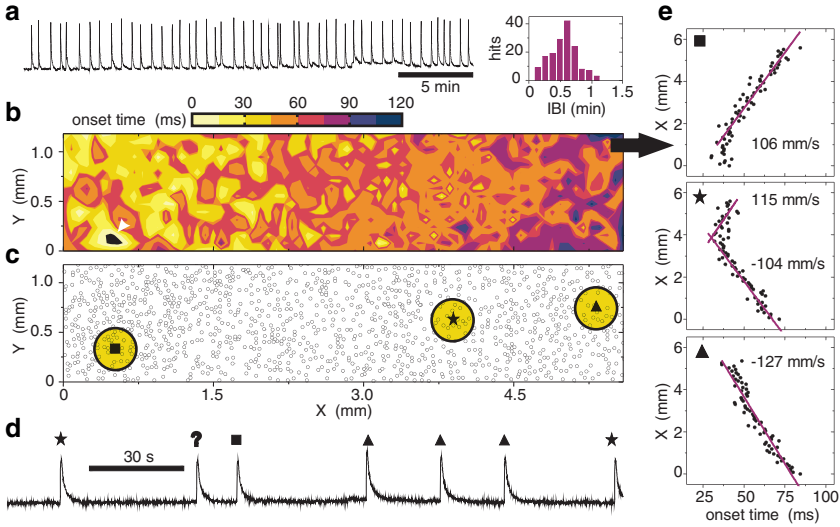 a
5 min
hits
40
20
0
0
0.5
1
1.5
IBI (min)
b
onset time (ms)
0
30
60
90
120
Y (mm)
1.0
0.5
0
c
Y (mm)
1.0
0.5
0
0
1.5
3.0
4.5
X (mm)
d
30 s
?
e
X (mm)
6
4
2
0
106 mm/s
X (mm)
6
4
2
0
115 mm/s
-104 mm/s
X (mm)
6
4
2
0
-127 mm/s
25
50
75
100
onset time (ms)